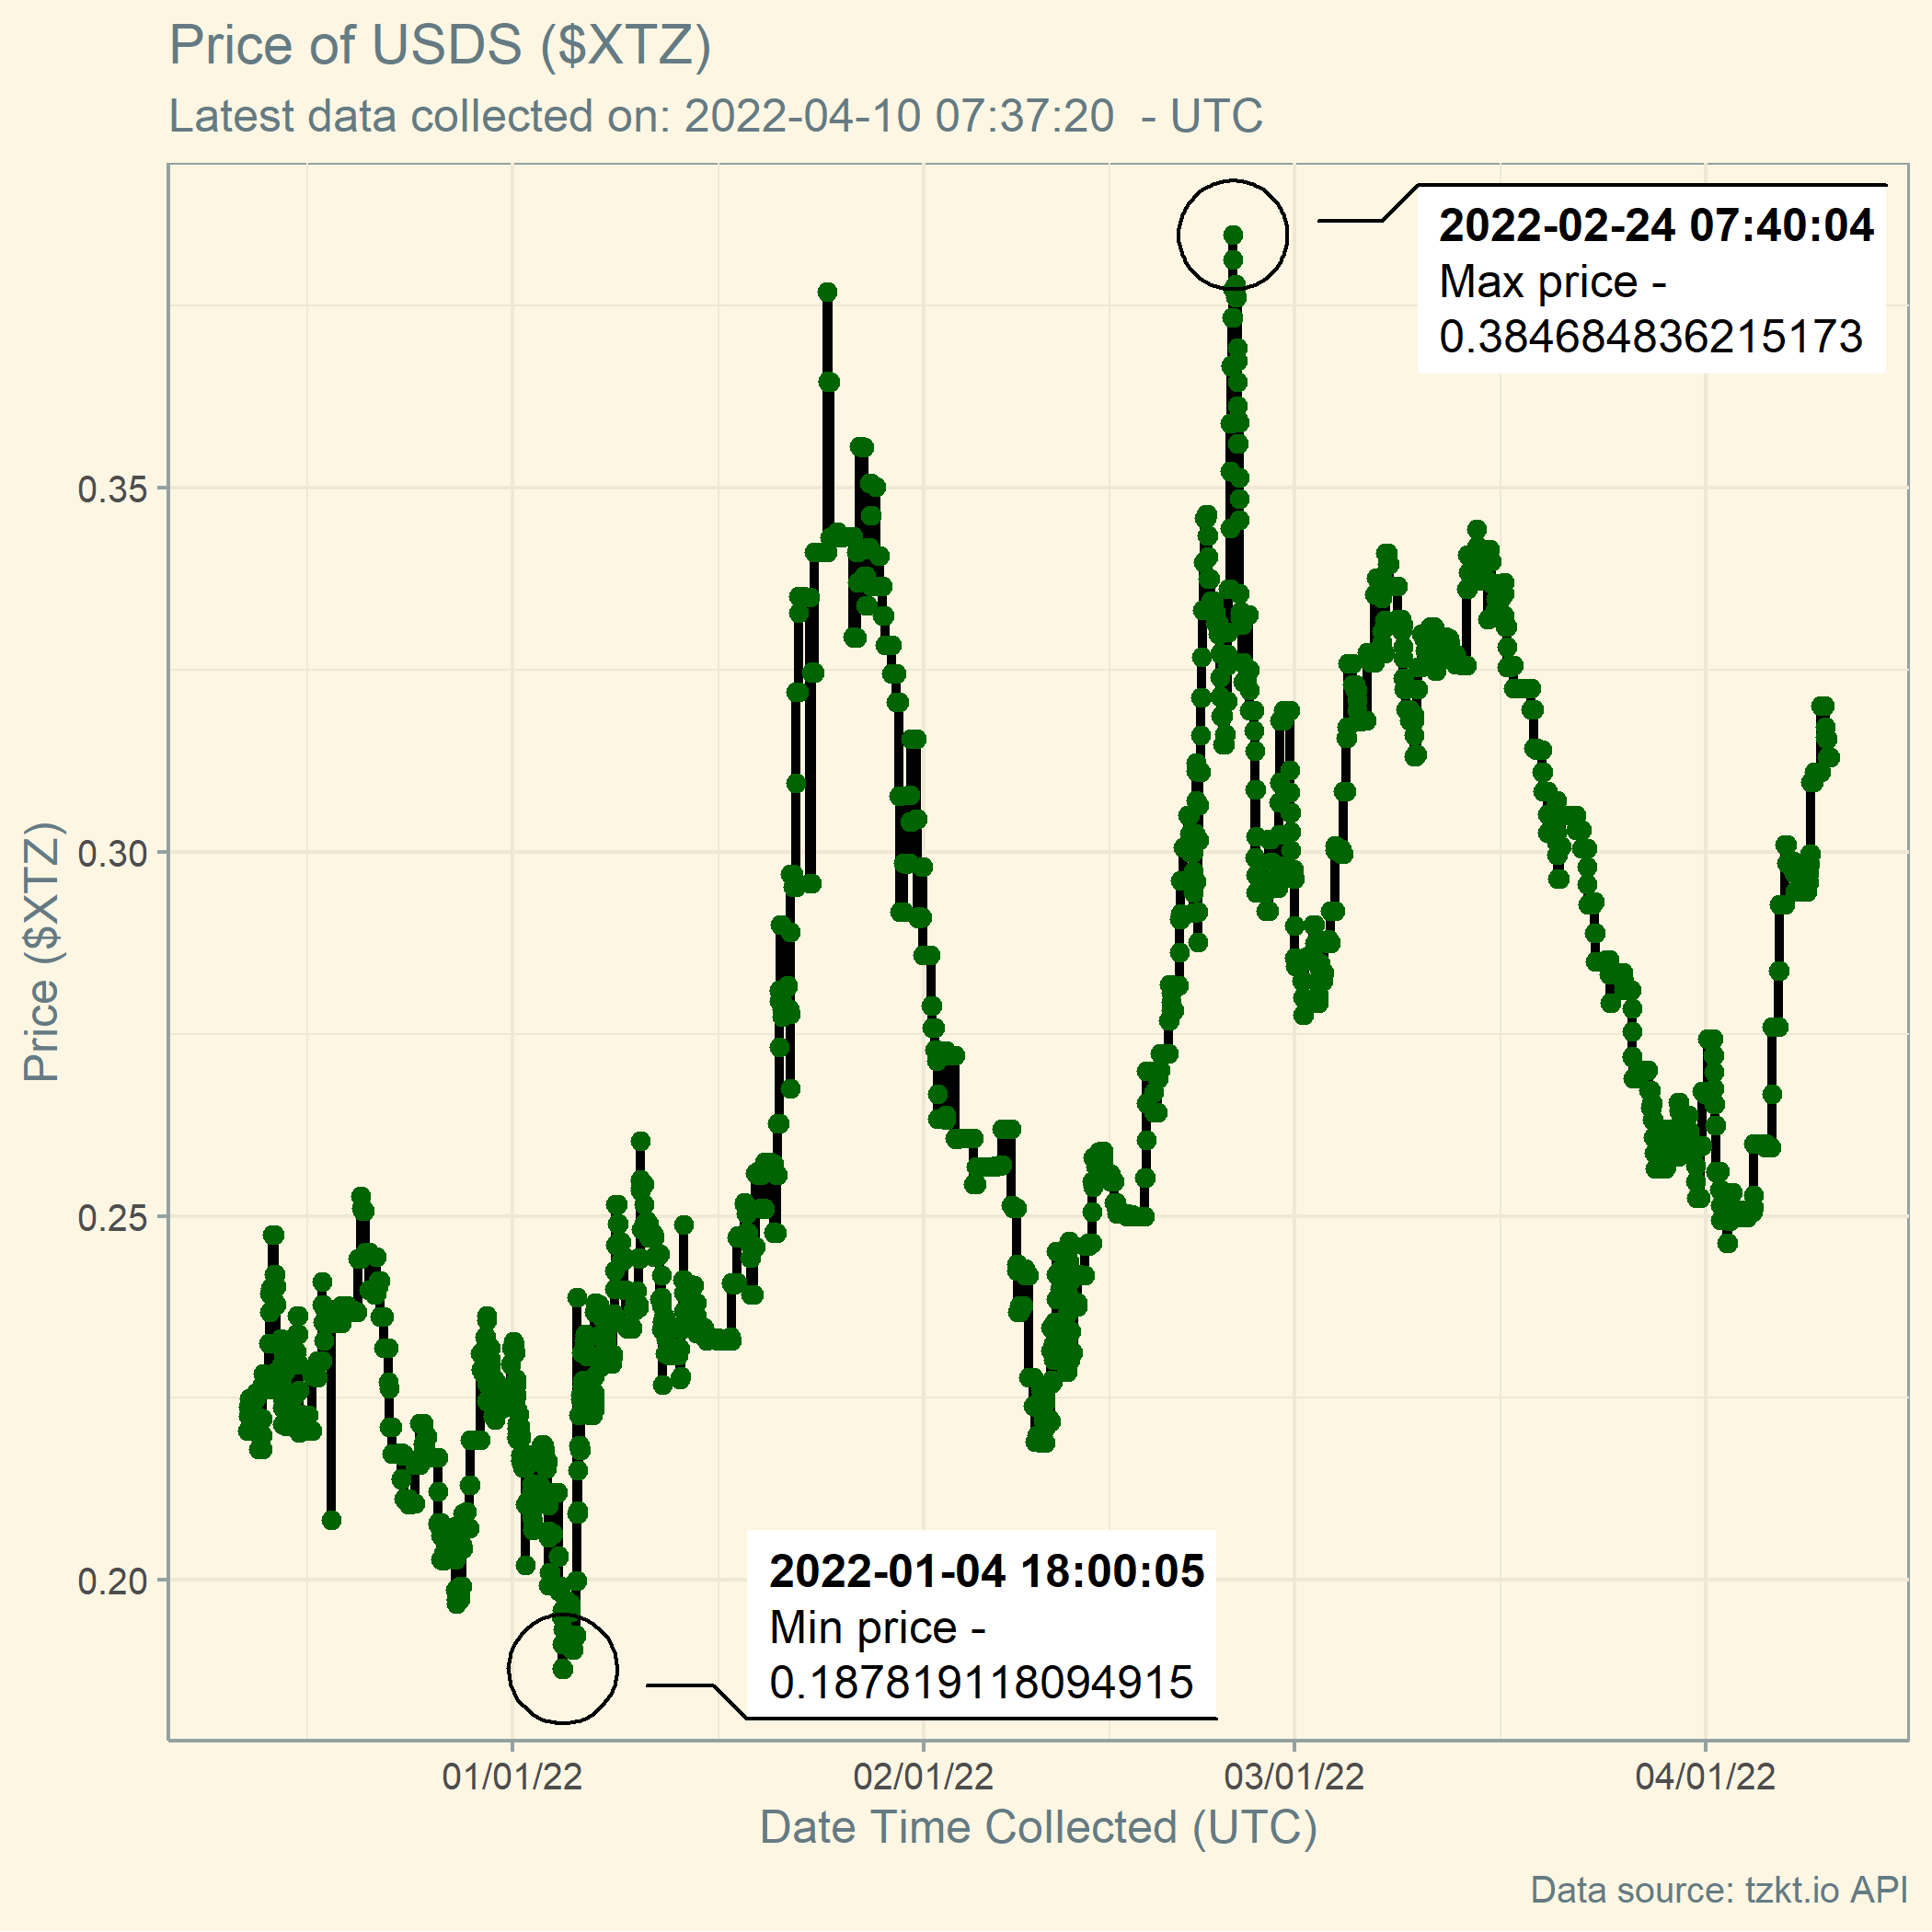 Price of USDS ($XTZ)
Latest data collected on: 2022-04-10 07:37:20  - UTC
2022-02-24 07:40:04
Max price -
0.384684836215173
0.35
0.30
0.25
0.20
Price ($XTZ)
2022-01-04 18:00:05
Min price -
0.187819118094915
01/01/22
02/01/22
03/01/22
04/01/22
Date Time Collected (UTC)
Data source: tzkt.io API